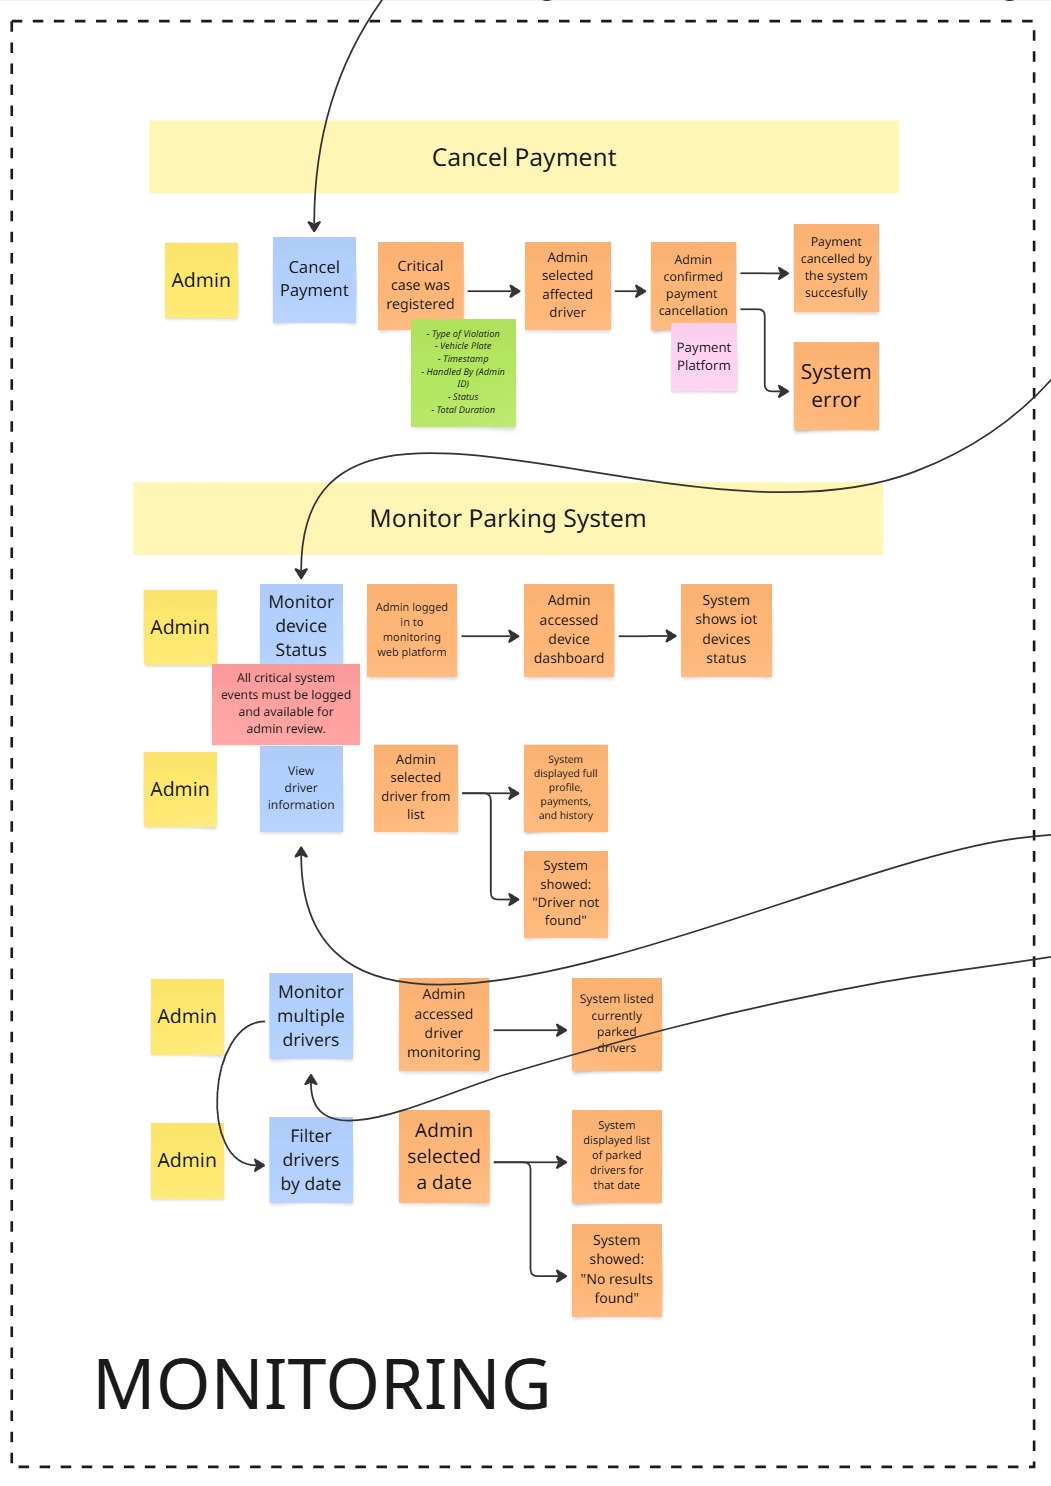 Cancel Payment
Admin
Cancel
Payment
Critical
case was
registered
- Type of Violation
- Vehicle Plate
- Timestamp
- Handled By (Admin
ID)
- Status
- Total Duration
Admin
selected
affected
driver
Admin
confirmed
payment
cancellation
Payment
Platform
Payment
cancelled by
the system
succesfully
System
error
Monitor Parking System
Admin
Monitor
device
Status
All critical system
events must be logged
and available for
admin review.
Admin logged
in to
monitoring
web platform
Admin
accessed
device
dashboard
System
shows iot
devices
status
Admin
View
driver
information
Admin
selected
driver from
list
System
displayed full
profile,
payments,
and history
System
showed:
"Driver not
found"
Admin
Monitor
multiple
drivers
Admin
accessed
driver
monitoring
System listed
currently
parked
drivers
Admin
Filter
drivers
by date
Admin
selected
a date
System
displayed list
of parked
drivers for
that date
System
showed:
"No results
found"
MONITORING